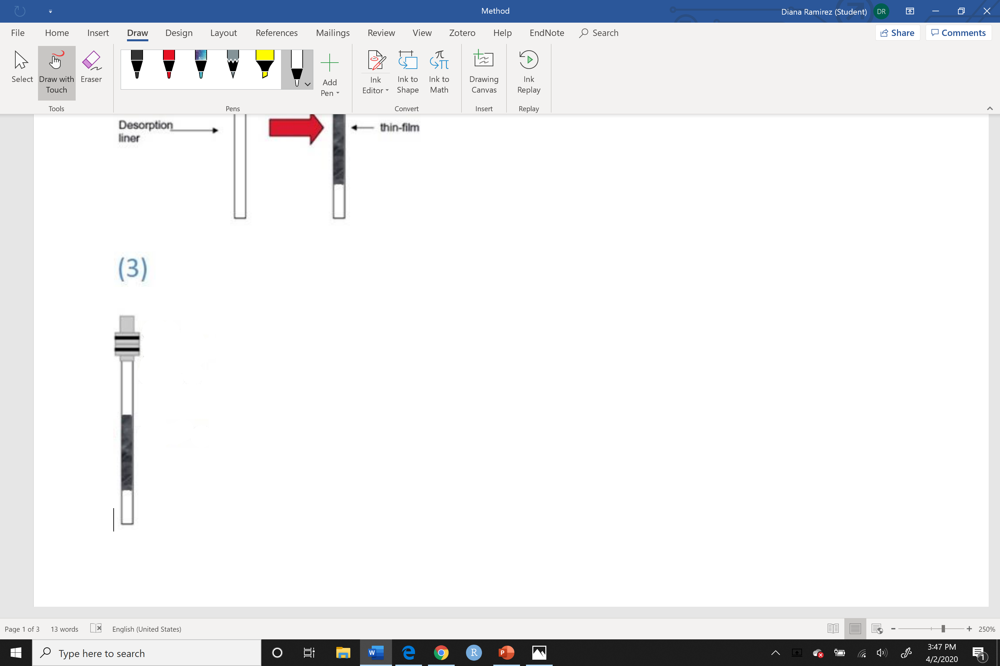 Method
Diana Ramirez (Student) DR
File Home Insert Draw Design Layout References Mailings Review View Zotero Help EndNote Search Share Comments
Select
Draw with
Touch
Eraser
Add
Pen
Ink
Editor
Ink to
Shape
Ink to
Math
Drawing
Canvas
Ink
Replay
Tools Pens Convert Insert Replay
Desorption
liner
thin-film
(3)
Page 1 of 3 13 words English (United States) 250%
Type here to search
3:47 PM
4/2/2020
1